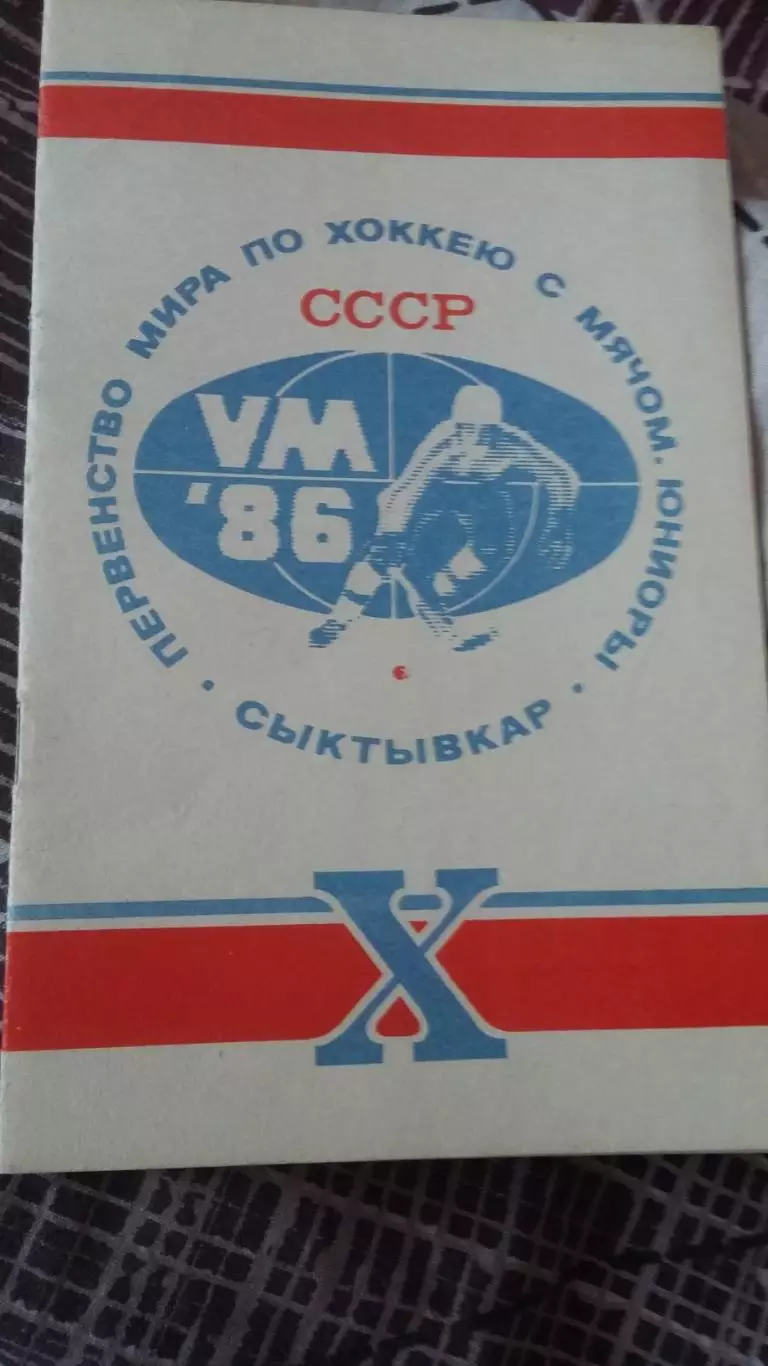 ПЕРВЕНСТВО МИРА ПО ХОККЕЮ С МЯЧОМ. ЮНИОРЫ
СССР
VM
'86
• СЫКТЫВКАР •
X